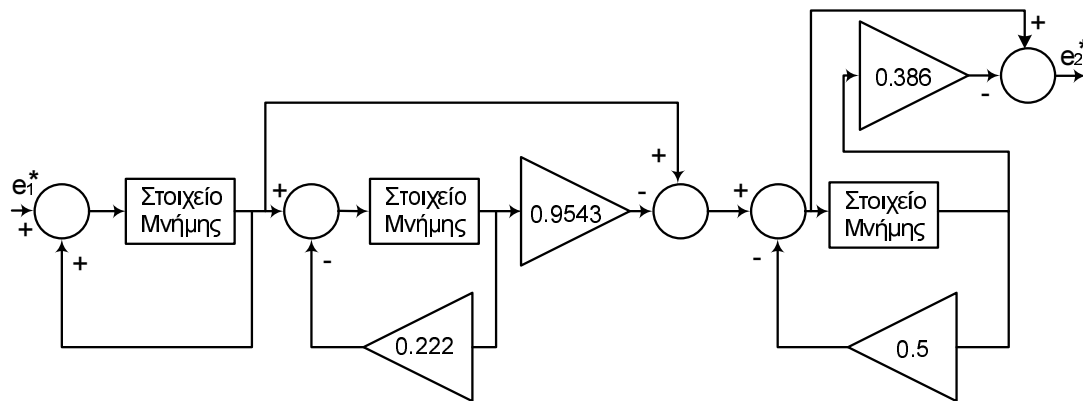 e1*
+
+
Στοιχείο
Μνήμης
+
-
Στοιχείο
Μνήμης
0.222
0.9543
+
-
+
-
Στοιχείο
Μνήμης
0.5
0.386
+
-
e2*